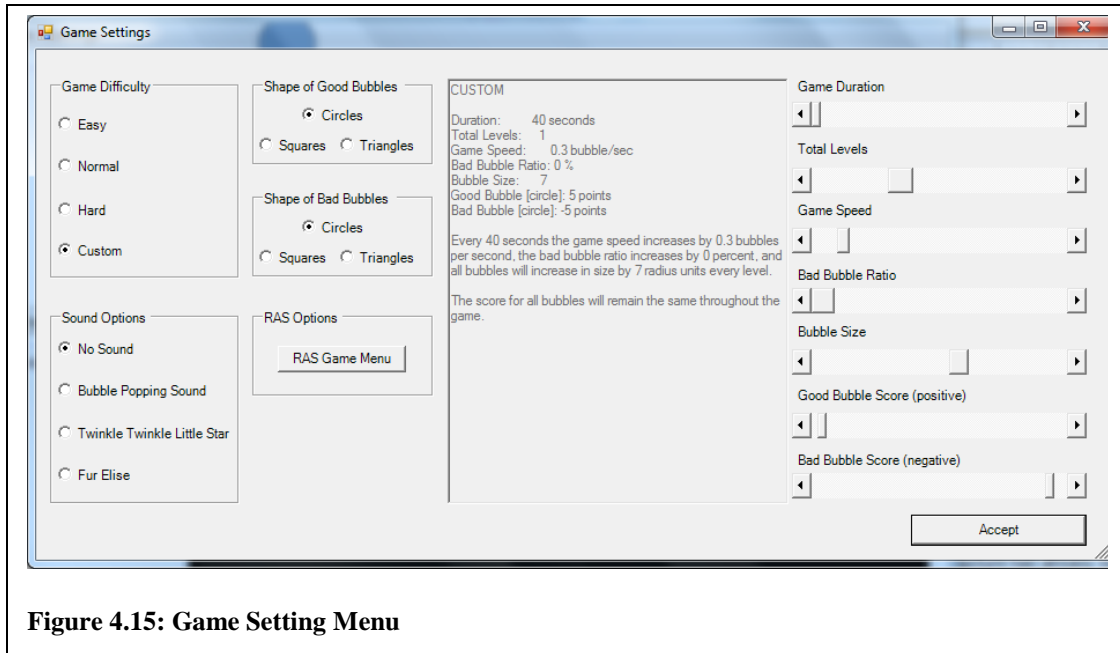 Game Settings
Game Difficulty
Easy
Normal
Hard
Custom
Sound Options
No Sound
Bubble Popping Sound
Twinkle Twinkle Little Star
Fur Elise
Shape of Good Bubbles
Circles
Squares Triangles
Shape of Bad Bubbles
Circles
Squares Triangles
RAS Options
RAS Game Menu
CUSTOM
Duration: 40 seconds
Total Levels: 1
Game Speed: 0.3 bubble/sec
Bad Bubble Ratio: 0 %
Bubble Size: 7
Good Bubble [circle]: 5 points
Bad Bubble [circle]: -5 points
Every 40 seconds the game speed increases by 0.3 bubbles
per second, the bad bubble ratio increases by 0 percent, and
all bubbles will increase in size by 7 radius units every level.
The score for all bubbles will remain the same throughout the
game.
Game Duration
Total Levels
Game Speed
Bad Bubble Ratio
Bubble Size
Good Bubble Score (positive)
Bad Bubble Score (negative)
Accept
Figure 4.15: Game Setting Menu